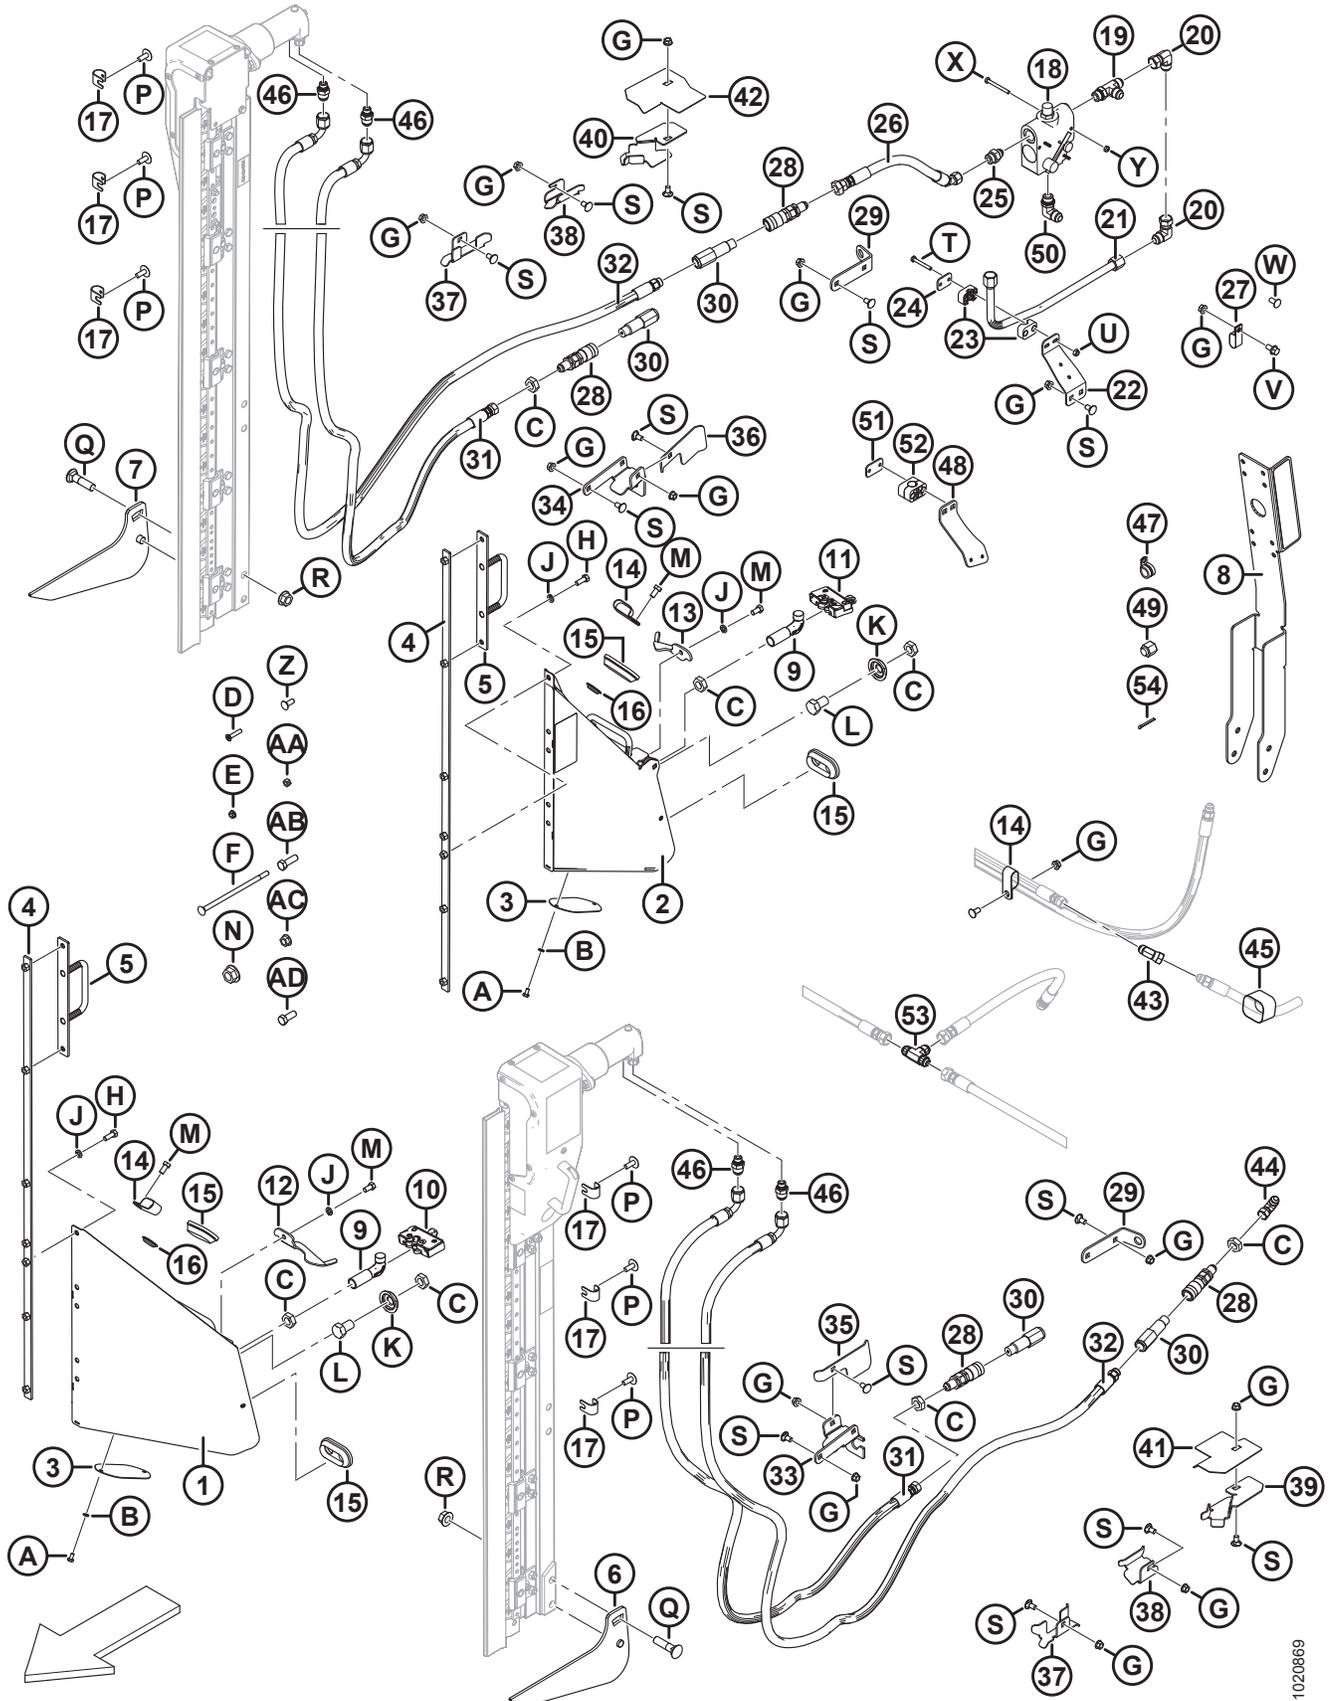 G
19
20
X
18
P
17
46
42
46
26
40
Y
28
P
17
G
S
S
25
50
21
20
G
38
29
T
W
P
17
S
37
32
30
G
24
27
S
23
U
G
V
30
28
C
G
22
S
S
36
Q
7
31
G
51
52
48
34
G
S
H
M
11
47
R
J
14
M
8
4
13
J
15
K
49
5
9
C
Z
16
C
54
D
L
AA
E
15
14
G
AB
F
4
AC
3
2
N
B
45
5
AD
A
43
53
H
J
M
46
44
14
15
12
J
M
10
46
S
29
P
17
G
9
C
16
C
C
28
P
17
30
35
28
32
30
K
L
S
G
G
C
P
17
S
41
3
1
15
R
33
31
39
B
G
S
A
S
6
38
G
Q
S
37
G
1020869